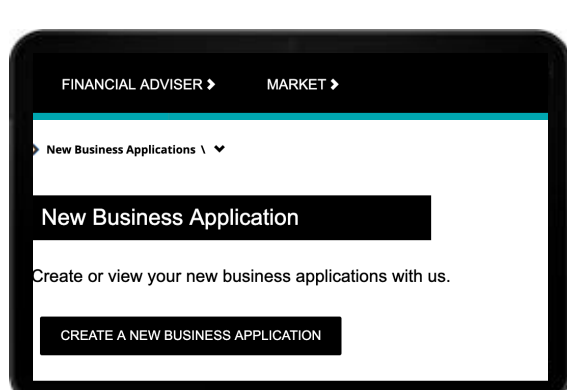 FINANCIAL ADVISER > MARKET >
> New Business Applications \
New Business Application
Create or view your new business applications with us.
CREATE A NEW BUSINESS APPLICATION